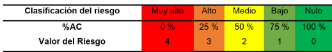 Clasificación del riesgo Muy alto Alto Medio Bajo Nulo
%AC 0 % 25 % 50 % 75 % 100 %
Valor del Riesgo 4 3 2 1 0